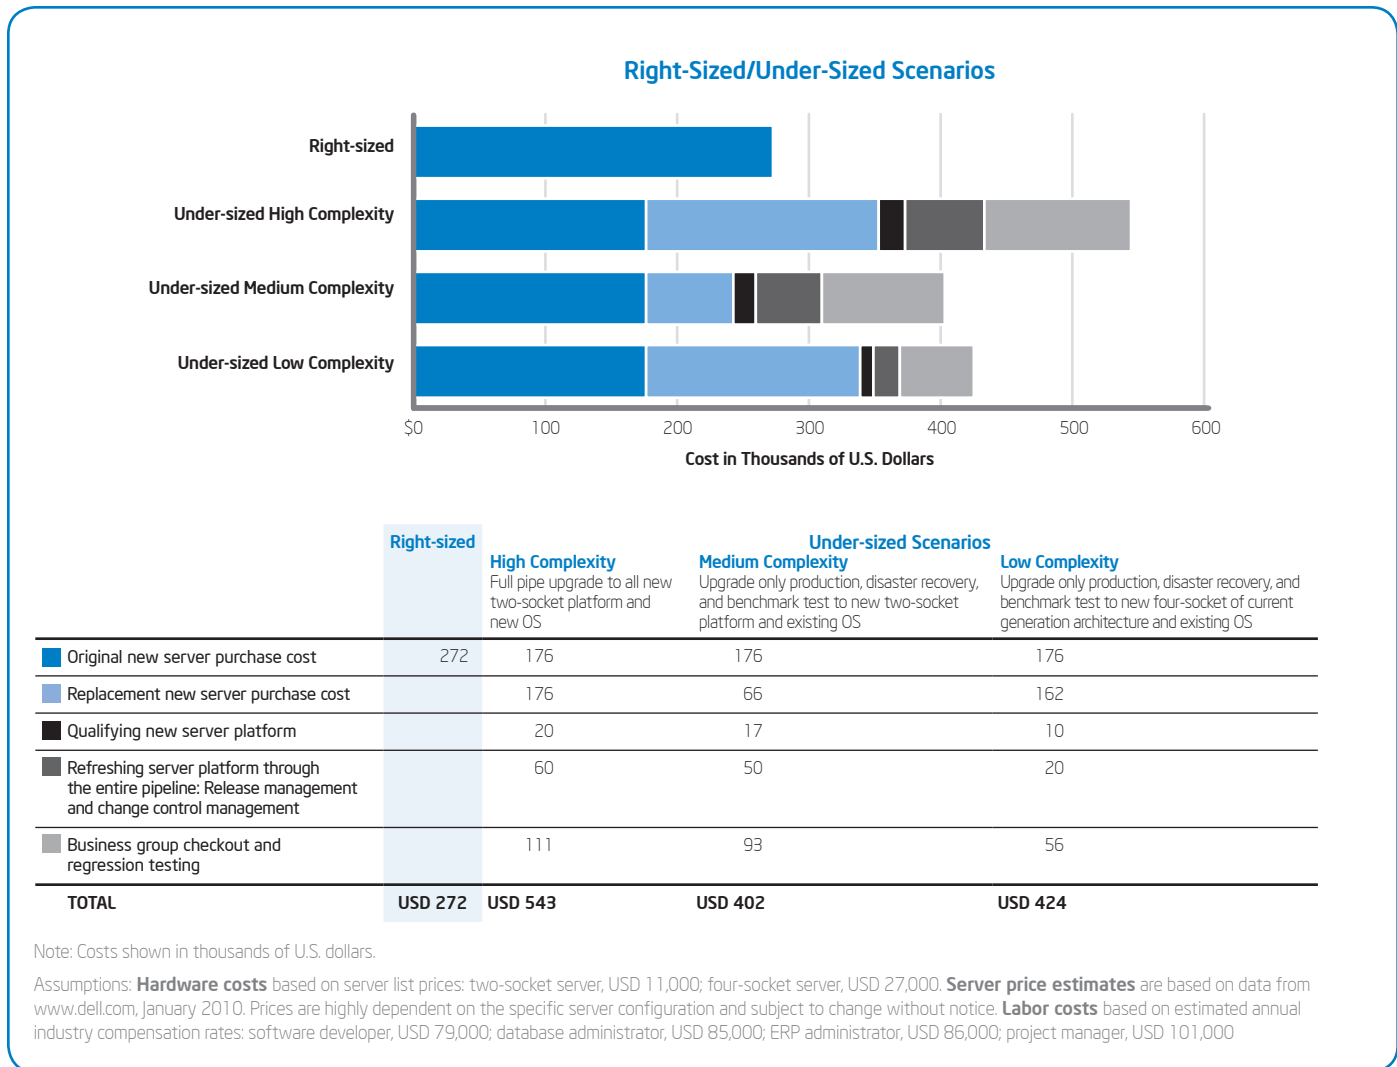 Right-Sized/Under-Sized Scenarios
Right-sized
Under-sized High Complexity
Under-sized Medium Complexity
Under-sized Low Complexity
$0 100 200 300 400 500 600
Cost in Thousands of U.S. Dollars
Right-sized
Under-sized Scenarios
High Complexity
Full pipe upgrade to all new
two-socket platform and
new OS
Medium Complexity
Upgrade only production, disaster recovery,
and benchmark test to new two-socket
platform and existing OS
Low Complexity
Upgrade only production, disaster recovery, and
benchmark test to new four-socket of current
generation architecture and existing OS
Original new server purchase cost 272 176 176 176
Replacement new server purchase cost 176 66 162
Qualifying new server platform 20 17 10
Refreshing server platform through 60 50 20
the entire pipeline: Release management
and change control management
Business group checkout and 111 93 56
regression testing
TOTAL USD 272 USD 543 USD 402 USD 424
Note: Costs shown in thousands of U.S. dollars.
Assumptions: Hardware costs based on server list prices: two-socket server, USD 11,000; four-socket server, USD 27,000. Server price estimates are based on data from
www.dell.com, January 2010. Prices are highly dependent on the specific server configuration and subject to change without notice. Labor costs based on estimated annual
industry compensation rates: software developer, USD 79,000; database administrator, USD 85,000; ERP administrator, USD 86,000; project manager, USD 101,000